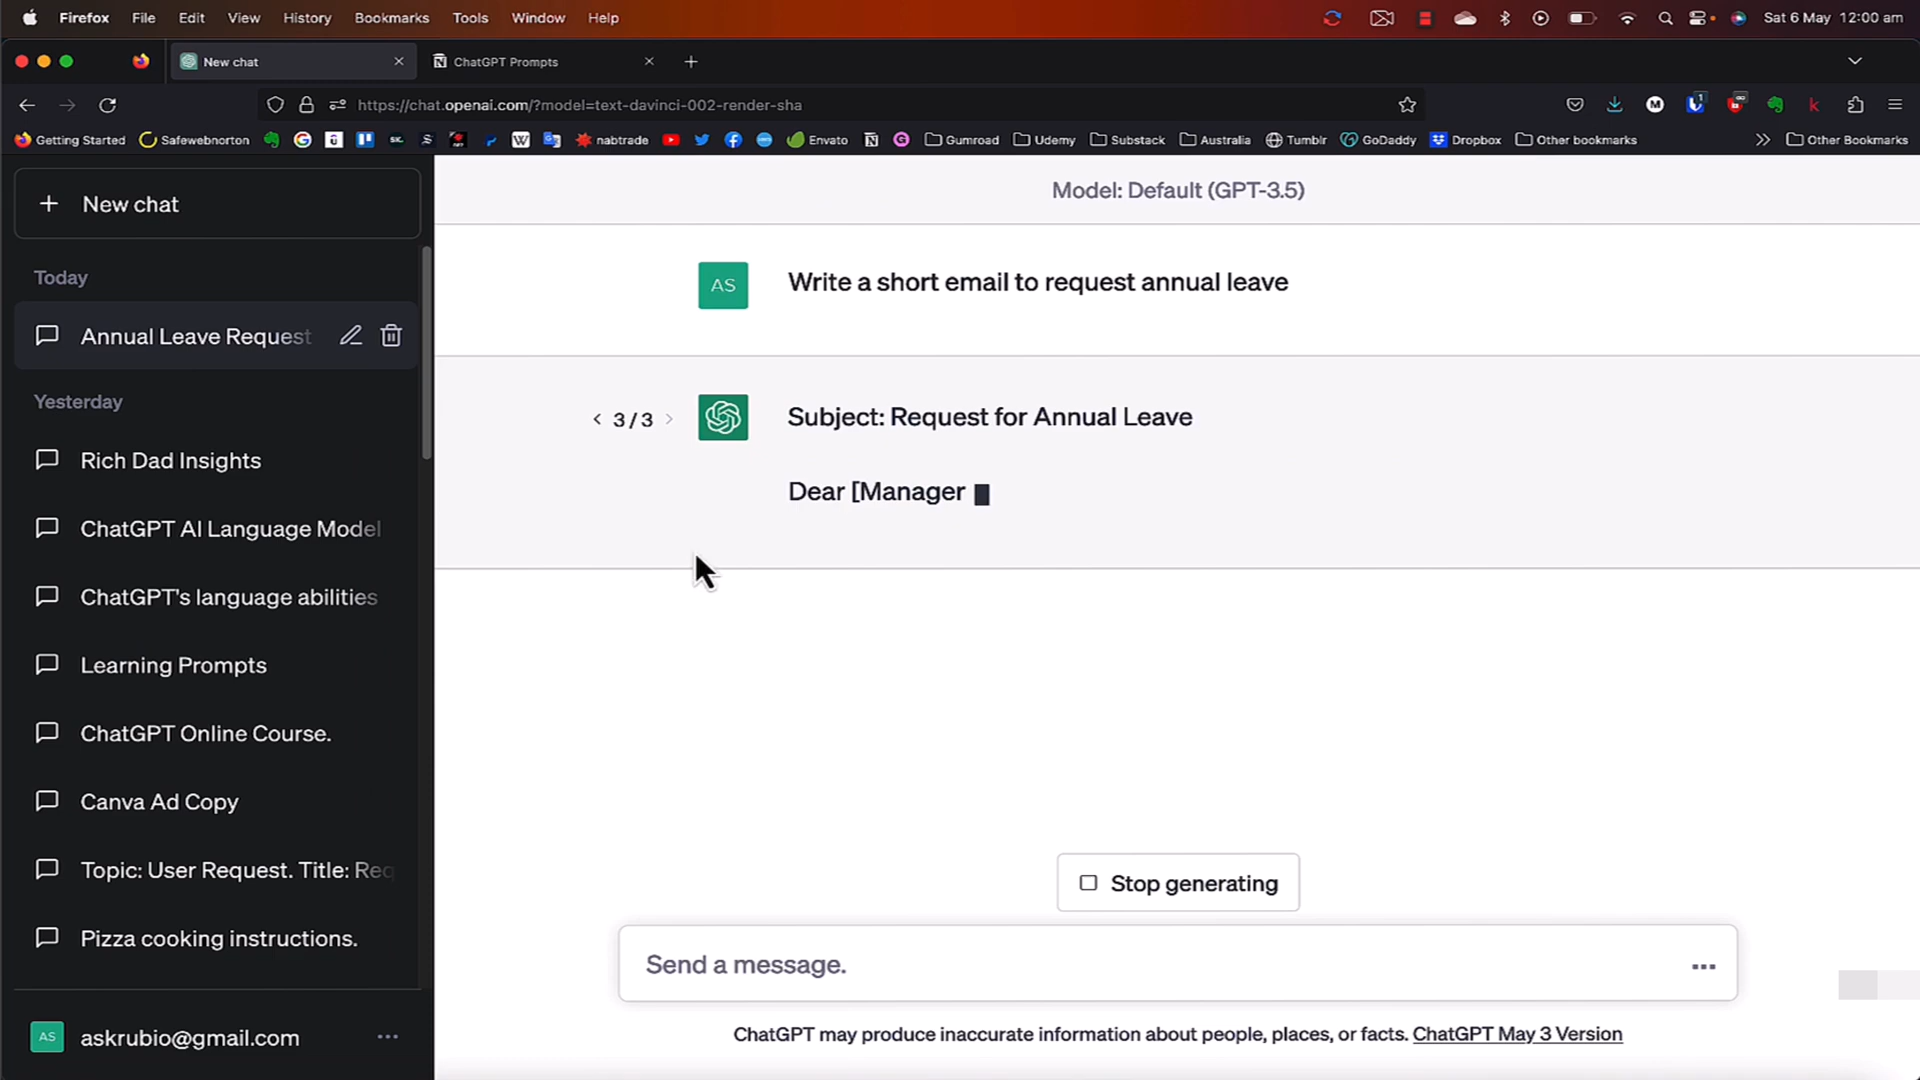 Firefox File Edit View History Bookmarks Tools Window Help Sat 6 May 12:00 am
New chat ChatGPT Prompts
https://chat.openai.com/?model=text-davinci-002-render-sha
Getting Started Safewebnorton nabtrade Envato Gumroad Udemy Substack Australia Tumblr GoDaddy Dropbox Other bookmarks Other Bookmarks
New chat
Today
Annual Leave Request
Yesterday
Rich Dad Insights
ChatGPT AI Language Model
ChatGPT's language abilities
Learning Prompts
ChatGPT Online Course.
Canva Ad Copy
Topic: User Request. Title: Req
Pizza cooking instructions.
AS askrubio@gmail.com
Model: Default (GPT-3.5)
AS Write a short email to request annual leave
< 3 / 3 > Subject: Request for Annual Leave
Dear [Manager
Stop generating
Send a message.
ChatGPT may produce inaccurate information about people, places, or facts. ChatGPT May 3 Version